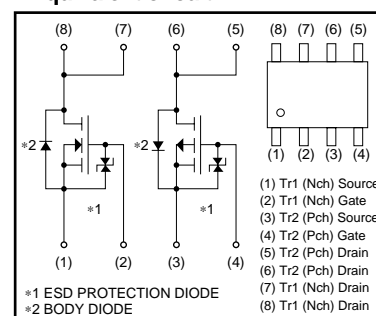 (8) (7) (6) (5)
(8) (7) (6) (5)
*2 *2
*1 *1
(1) (2) (3) (4)
(1) (2) (3) (4)
(1) Tr1 (Nch) Source
(2) Tr1 (Nch) Gate
(3) Tr2 (Pch) Source
(4) Tr2 (Pch) Gate
(5) Tr2 (Pch) Drain
(6) Tr2 (Pch) Drain
(7) Tr1 (Nch) Drain
(8) Tr1 (Nch) Drain
*1 ESD PROTECTION DIODE
*2 BODY DIODE